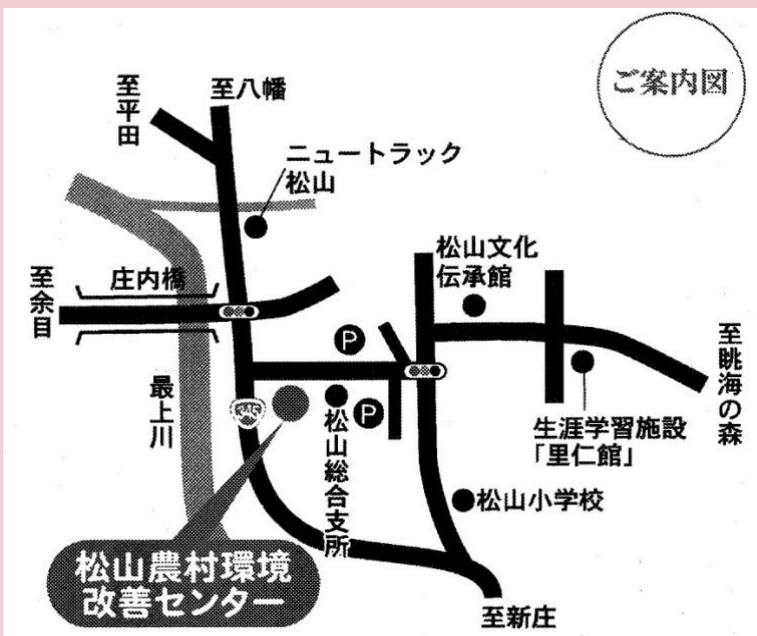 ご案内図
至八幡
至平田
ニュートラック
松山
松山文化
伝承館
庄内橋
至余目
至眺海の森
P
P
最上川
生涯学習施設
「里仁館」
松山総合支所
松山小学校
松山農村環境
改善センター
至新庄